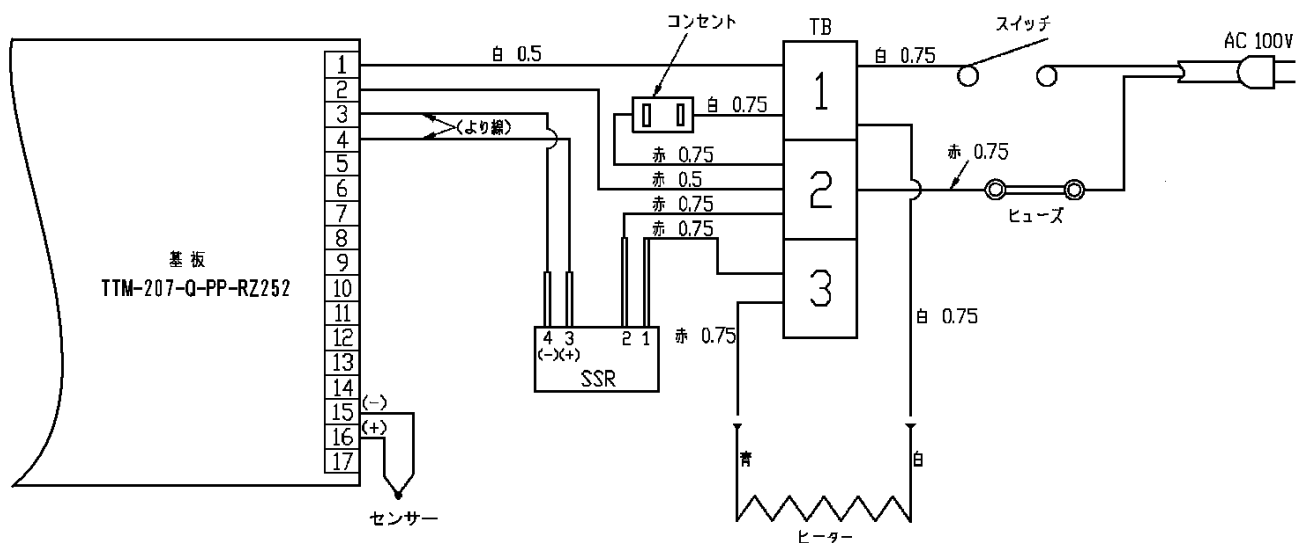 コンセント
TB
スイッチ
AC 100V
白 0.5
白 0.75
白 0.75
(より線)
赤 0.75
赤 0.5
赤 0.75
赤 0.75
赤 0.75
ヒューズ
1
2
3
1
2
3
4
5
6
7
8
9
10
11
12
13
14
15
16
17
基板
TTM-207-Q-PP-RZ252
4 3 2 1
(-)(+)
SSR
赤 0.75
白 0.75
(-)
(+)
センサー
青
白
ヒーター